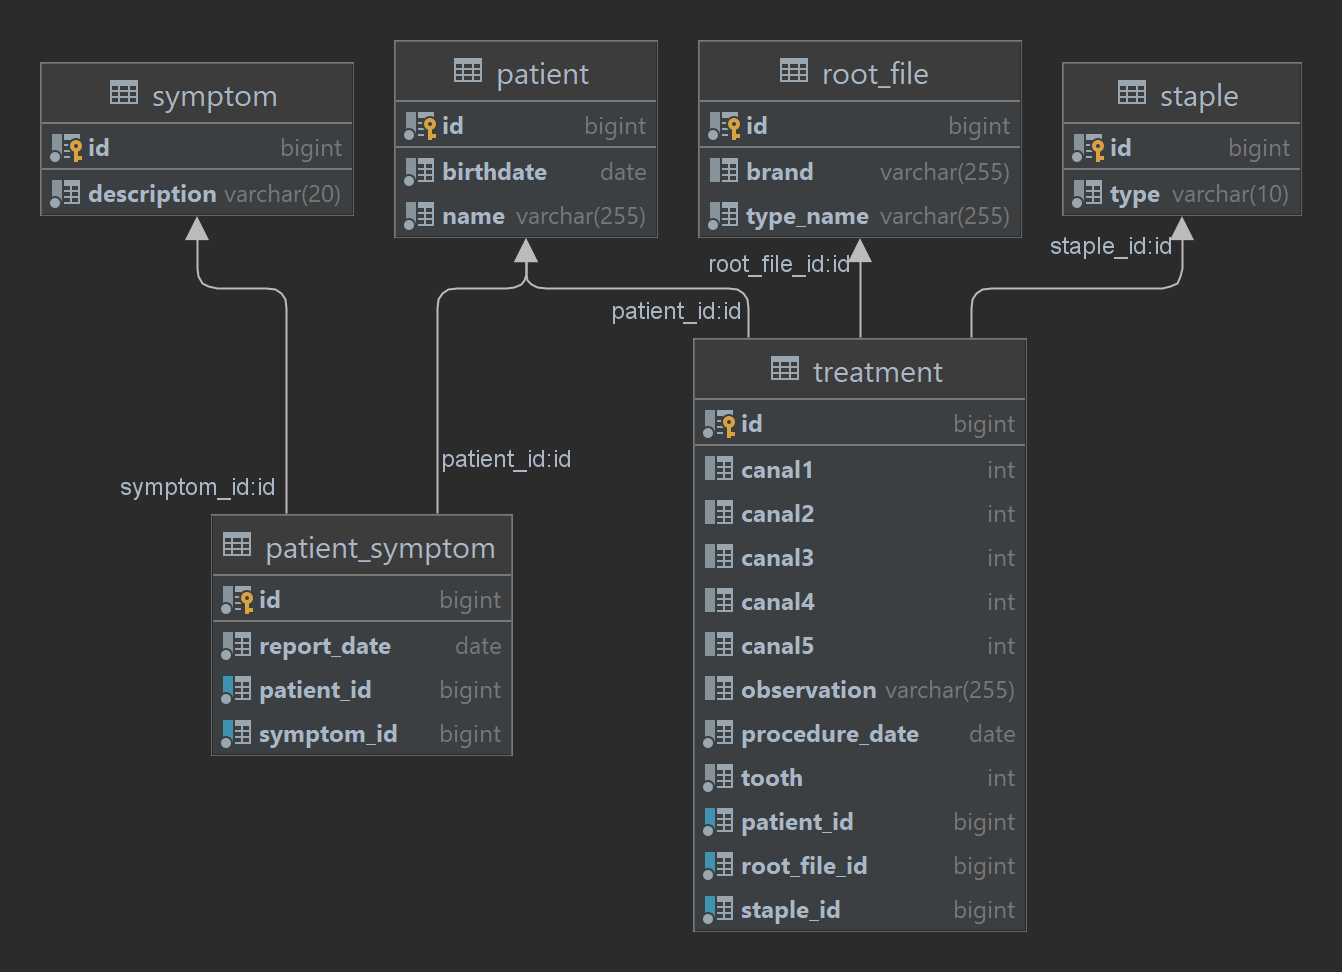 symptom
id bigint
description varchar(20)
patient
id bigint
birthdate date
name varchar(255)
root_file
id bigint
brand varchar(255)
type_name varchar(255)
staple
id bigint
type varchar(10)
staple_id:id
root_file_id:id
patient_id:id
patient_id:id
symptom_id:id
patient_symptom
id bigint
report_date date
patient_id bigint
symptom_id bigint
treatment
id bigint
canal1 int
canal2 int
canal3 int
canal4 int
canal5 int
observation varchar(255)
procedure_date date
tooth int
patient_id bigint
root_file_id bigint
staple_id bigint